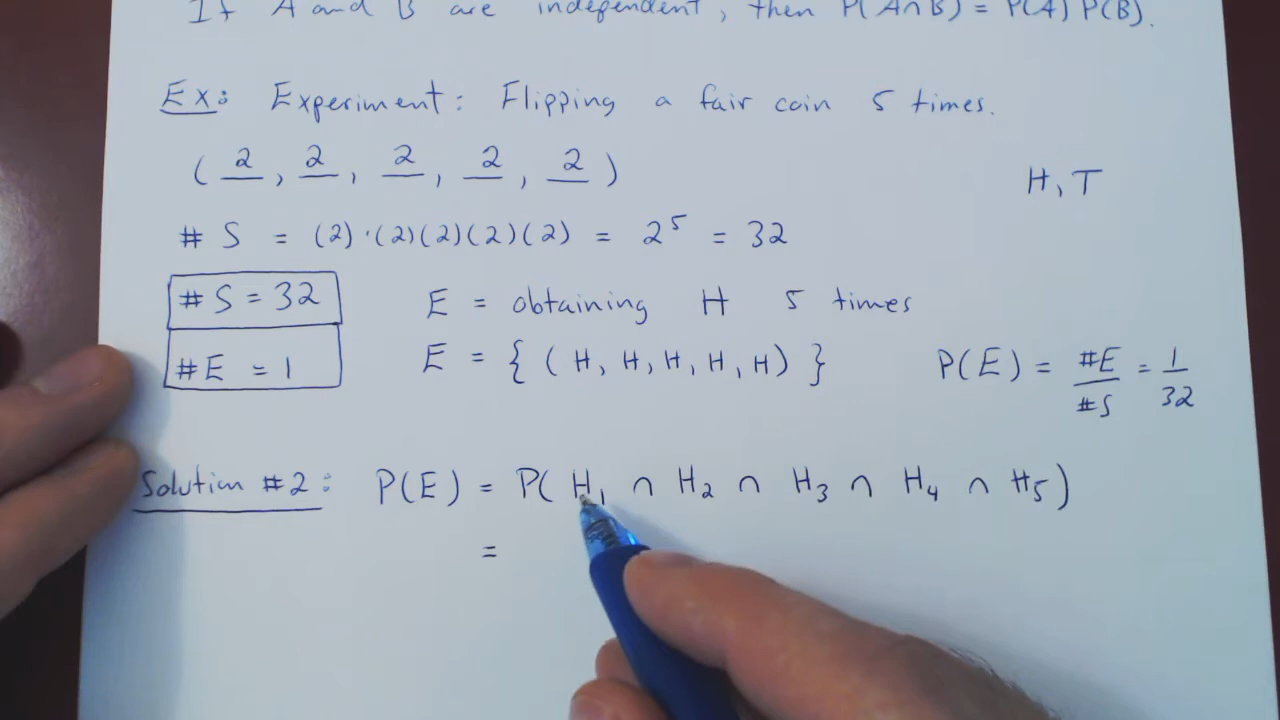 If A and B are independent, then P(A∩B) = P(A) P(B).
Ex: Experiment: Flipping a fair coin 5 times.
( 2 , 2 , 2 , 2 , 2 )
H, T
# S = (2)·(2)(2)(2)(2) = 2⁵ = 32
# S = 32
E = obtaining H 5 times
# E = 1
E = { ( H, H, H, H, H ) }
P(E) = #E/#S = 1/32
Solution #2: P(E) = P( H₁ ∩ H₂ ∩ H₃ ∩ H₄ ∩ H₅ )
=